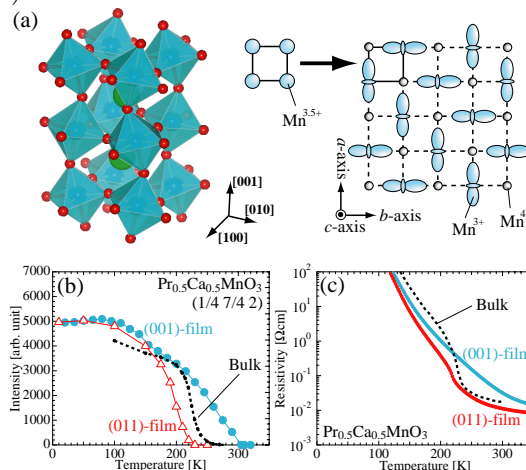 (a)
Mn3.5+
[001]
[010]
[100]
a-axis
c-axis
b-axis
Mn3+
Mn4
(b)
Pr0.5Ca0.5MnO3
(1/4 7/4 2)
(001)-film
Bulk
(011)-film
Intensity [arb. unit]
7000
6000
5000
4000
3000
2000
1000
0
0
100
200
300
Temperature [K]
(c)
Bulk
(001)-film
(011)-film
Pr0.5Ca0.5MnO3
Resistivity [Ωcm]
10^2
10^1
10^0
10^-1
10^-2
10^-3
0
100
200
300
Temperature [K]